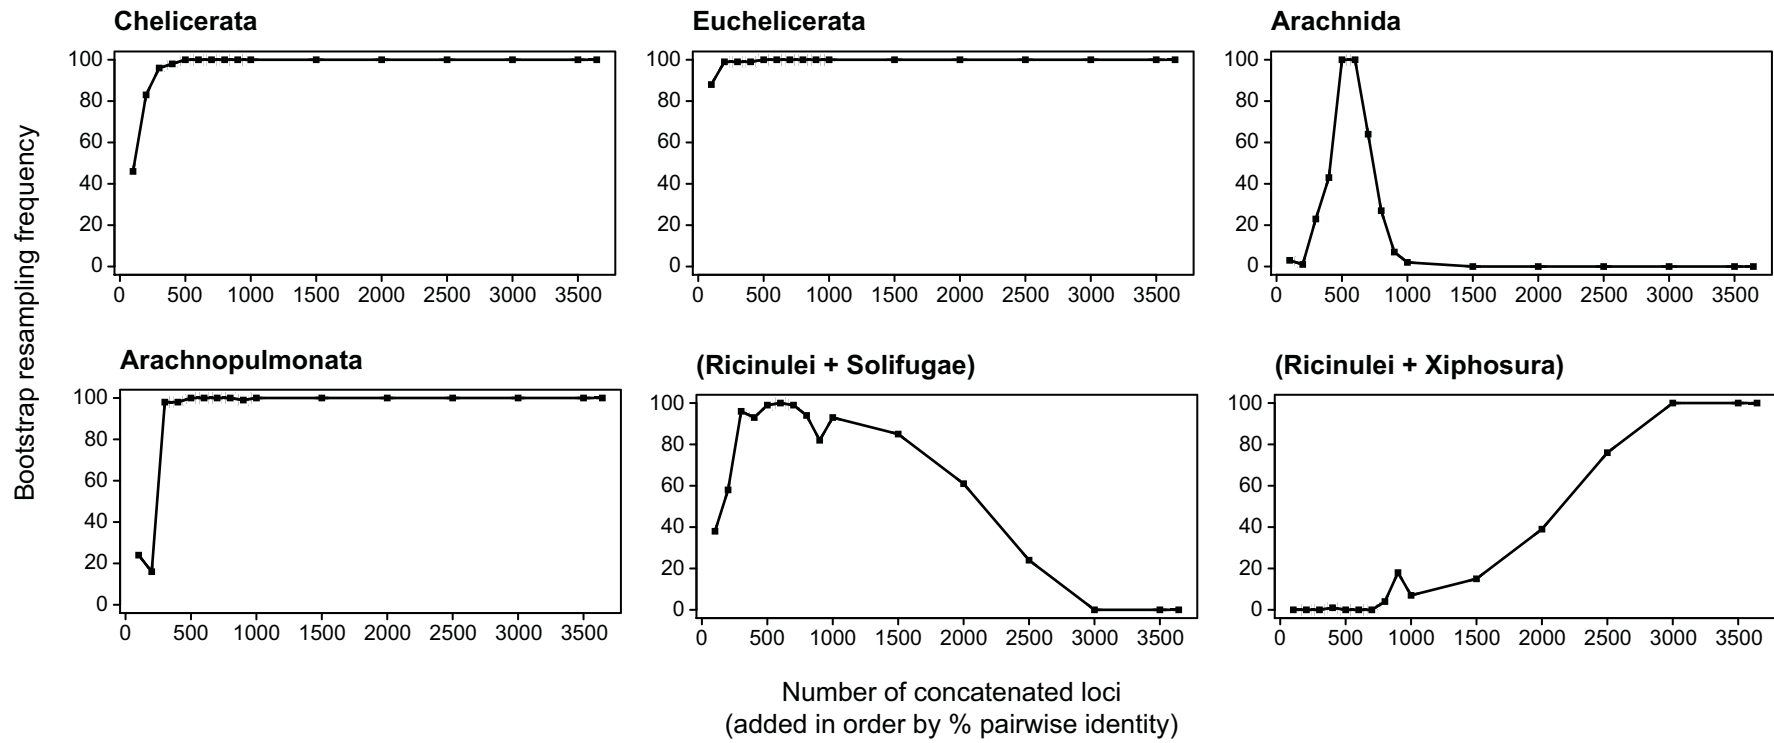 Chelicerata
Euchelicerata
Arachnida
100
80
60
40
20
0
0 500 1000 1500 2000 2500 3000 3500
100
80
60
40
20
0
0 500 1000 1500 2000 2500 3000 3500
100
80
60
40
20
0
0 500 1000 1500 2000 2500 3000 3500
Bootstrap resampling frequency
Arachnopulmonata
(Ricinulei + Solifugae)
(Ricinulei + Xiphosura)
100
80
60
40
20
0
0 500 1000 1500 2000 2500 3000 3500
100
80
60
40
20
0
0 500 1000 1500 2000 2500 3000 3500
100
80
60
40
20
0
0 500 1000 1500 2000 2500 3000 3500
Number of concatenated loci
(added in order by % pairwise identity)